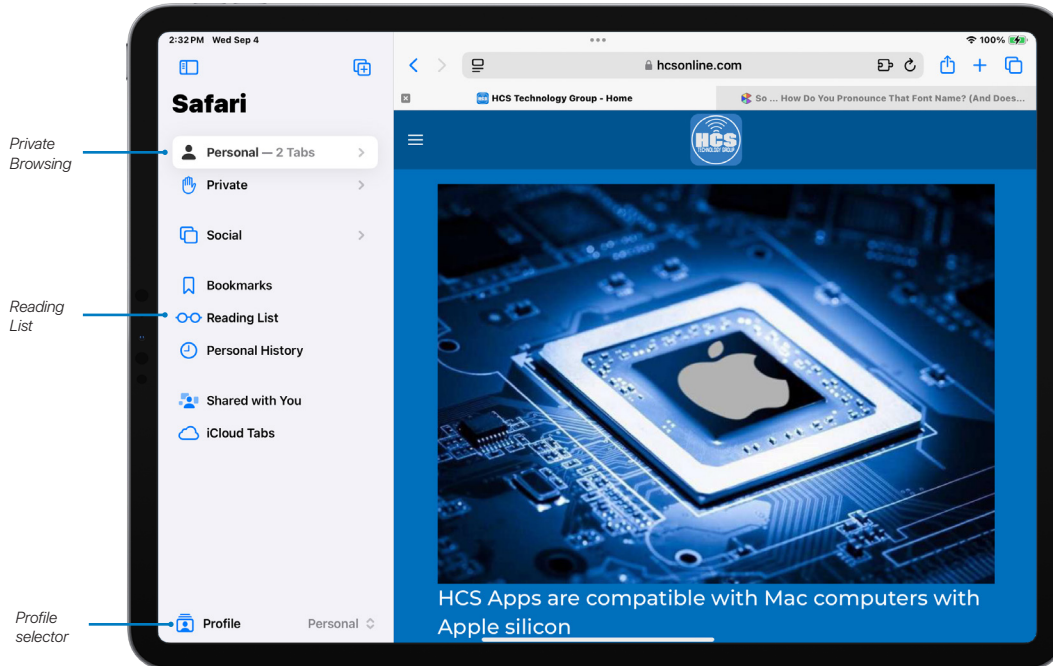 2:32 PM Wed Sep 4
100%
Safari
hcsonline.com
HCS Technology Group - Home
So ... How Do You Pronounce That Font Name? (And Does...
HCS
TECHNOLOGY GROUP
Private
Browsing
Personal — 2 Tabs
Private
Social
Bookmarks
Reading
List
Reading List
Personal History
Shared with You
iCloud Tabs
HCS Apps are compatible with Mac computers with
Apple silicon
Profile
selector
Profile Personal